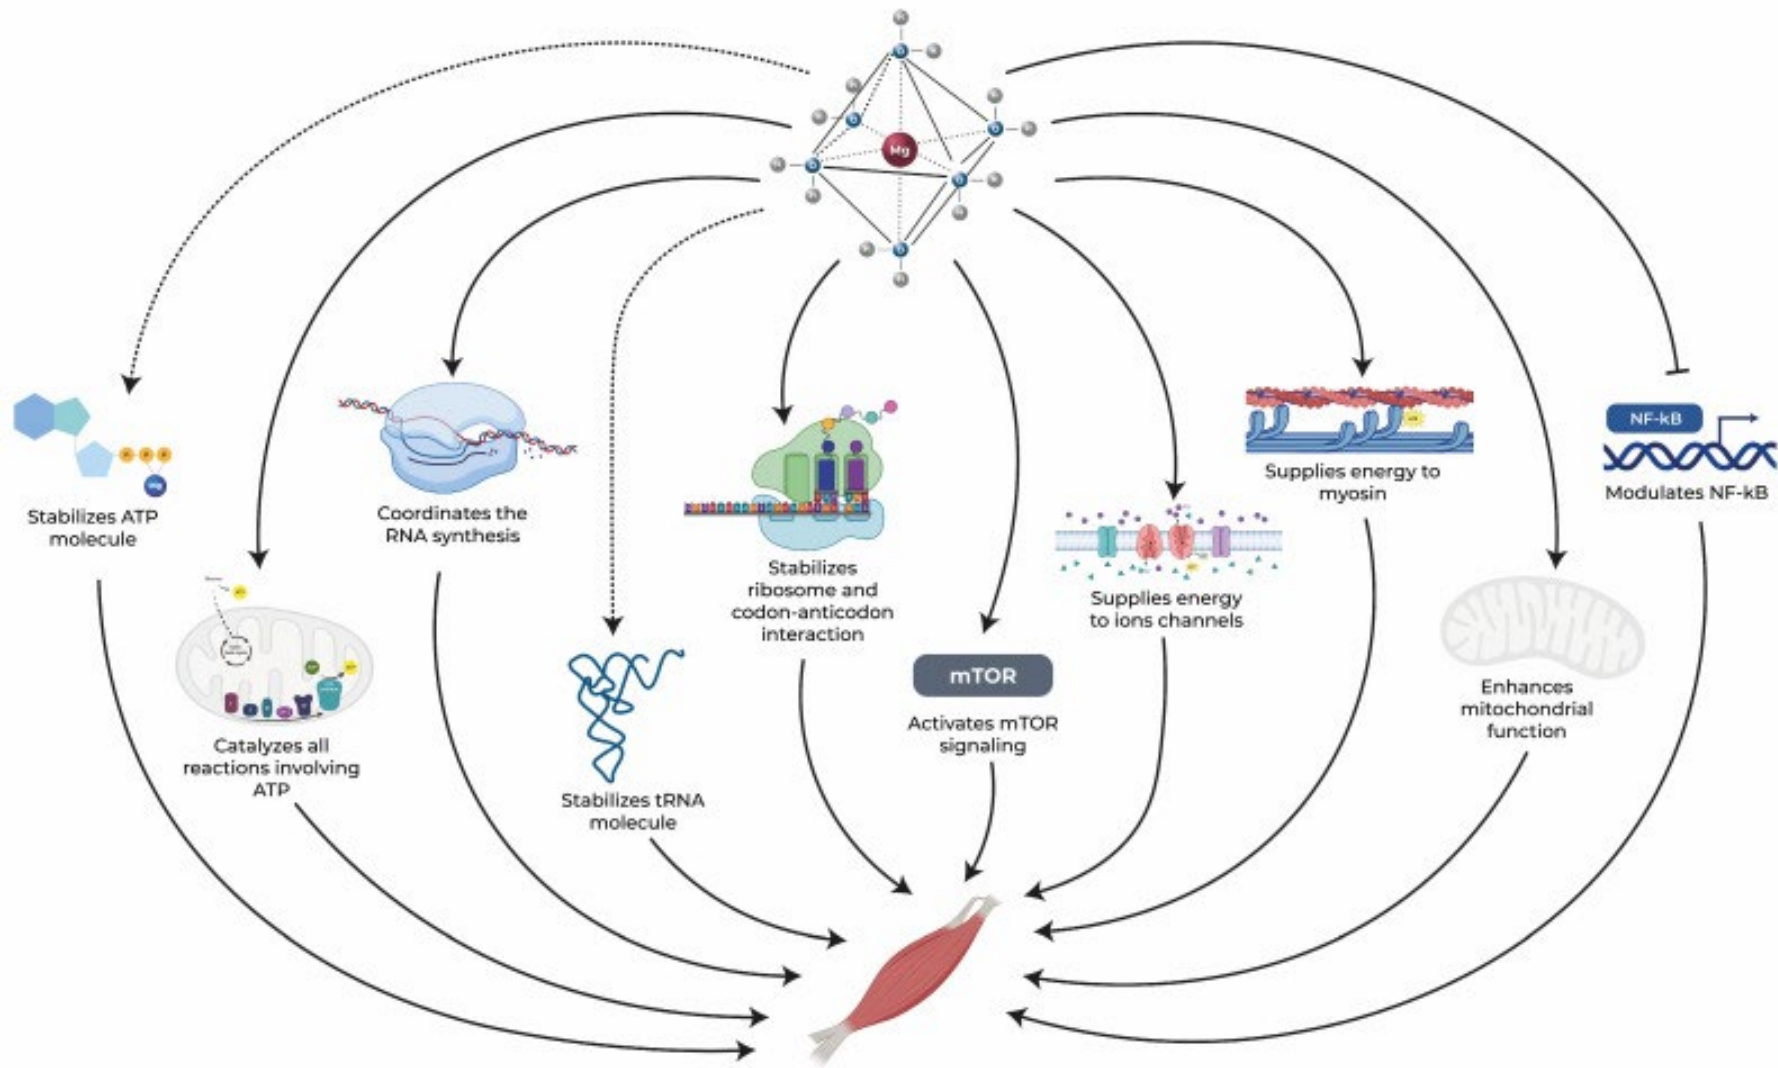 Mg
Stabilizes ATP
molecule
Mg
Catalyzes all
reactions involving
ATP
Coordinates the
RNA synthesis
Stabilizes tRNA
molecule
Stabilizes
ribosome and
codon-anticodon
interaction
mTOR
Activates mTOR
signaling
Supplies energy
to ions channels
Supplies energy to
myosin
Enhances
mitochondrial
function
NF-kB
Modulates NF-kB